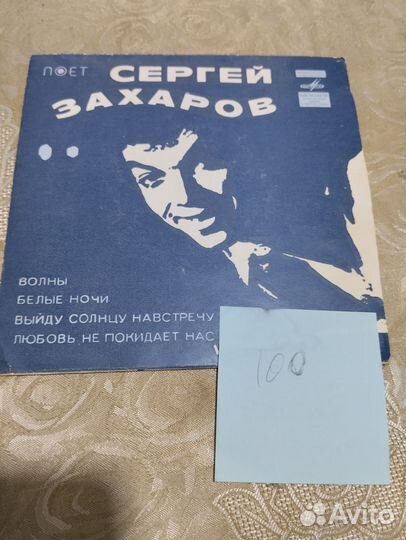 ПОЕТ СЕРГЕЙ
ЗАХАРОВ
ВОЛНЫ
БЕЛЫЕ НОЧИ
ВЫЙДУ СОЛНЦУ НАВСТРЕЧУ
ЛЮБОВЬ НЕ ПОКИДАЕТ НАС
100
Avito